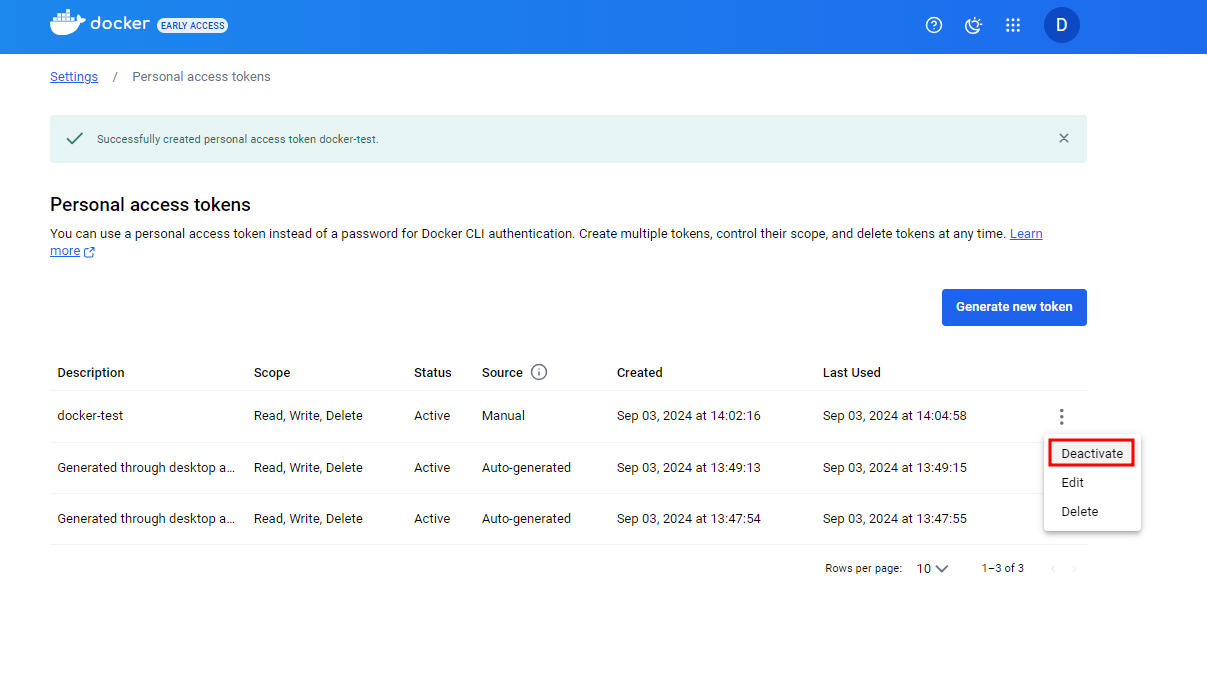 docker EARLY ACCESS
D
Settings / Personal access tokens
Successfully created personal access token docker-test.
Personal access tokens
You can use a personal access token instead of a password for Docker CLI authentication. Create multiple tokens, control their scope, and delete tokens at any time. Learn
more
Generate new token
Description Scope Status Source Created Last Used
docker-test Read, Write, Delete Active Manual Sep 03, 2024 at 14:02:16 Sep 03, 2024 at 14:04:58
Deactivate
Generated through desktop a... Read, Write, Delete Active Auto-generated Sep 03, 2024 at 13:49:13 Sep 03, 2024 at 13:49:15
Edit
Delete
Generated through desktop a... Read, Write, Delete Active Auto-generated Sep 03, 2024 at 13:47:54 Sep 03, 2024 at 13:47:55
Rows per page: 10 1–3 of 3